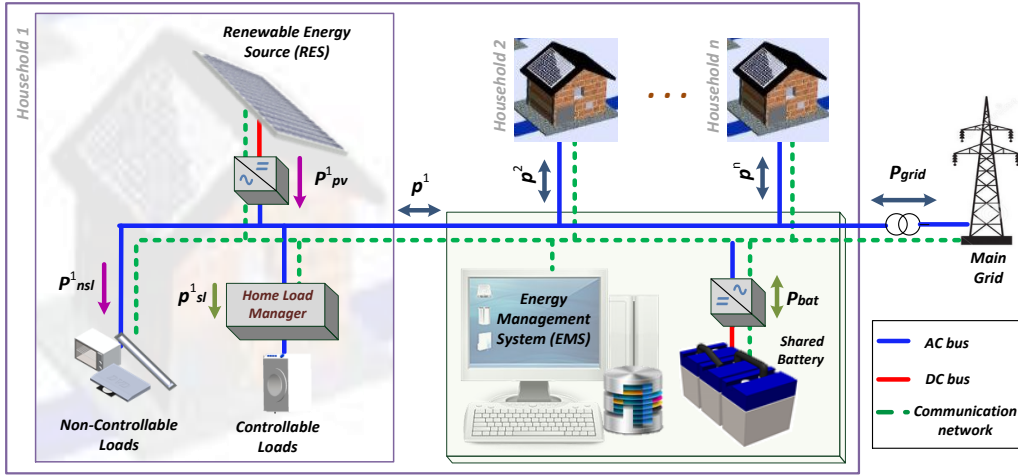 Household 1
Renewable Energy
Source (RES)
P¹pv
p¹
P¹nsl
p¹sl
Home Load
Manager
Non-Controllable
Loads
Controllable
Loads
Household 2
p²
. . .
Household n
pⁿ
Pgrid
Main
Grid
Energy
Management
System (EMS)
Pbat
Shared
Battery
AC bus
DC bus
Communication
network